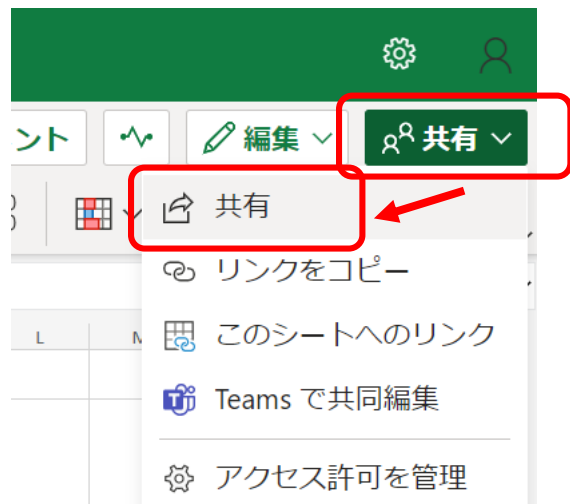 ント
編集
共有
共有
リンクをコピー
L
M
このシートへのリンク
Teams で共同編集
アクセス許可を管理